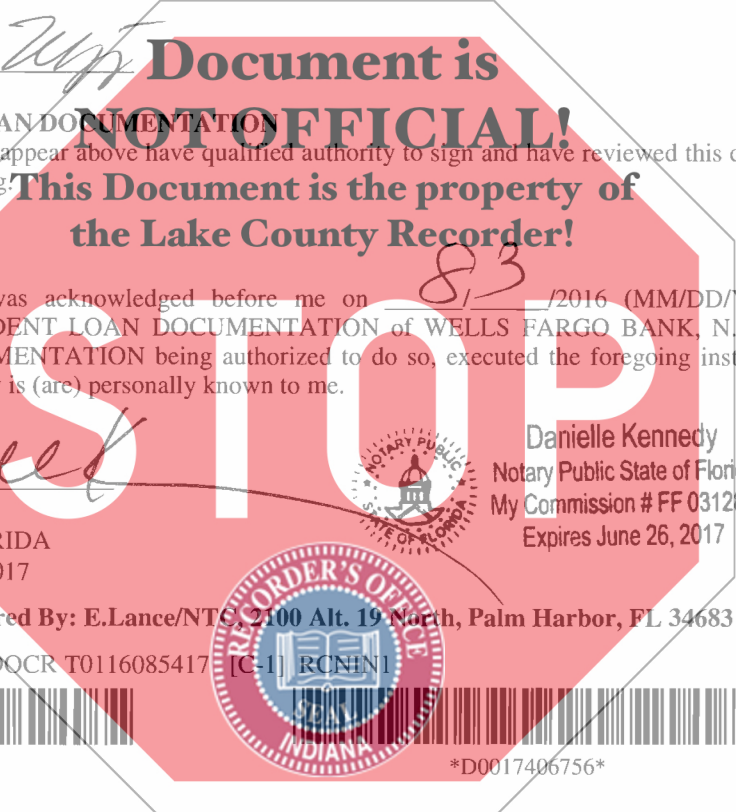 Document is
NOT OFFICIAL!
AN DOCUMENTATION
appear above have qualified authority to sign and have reviewed this
This Document is the property of
the Lake County Recorder!
was acknowledged before me on 8/3/2016 (MM/DD/
DENT LOAN DOCUMENTATION of WELLS FARGO BANK, N.
MENTATION being authorized to do so, executed the foregoing inst
is (are) personally known to me.
STOP
NOTARY PUBLIC
STATE OF FLORIDA
Danielle Kennedy
Notary Public State of Flori
My Commission # FF 03128
Expires June 26, 2017
RIDA
017
red By: E.Lance/NTC, 2100 Alt. 19 North, Palm Harbor, FL 34683
OCR T0116085417 [C-1] RCNIN1
RECORDER'S OFFICE
SEAL
INDIANA
*D0017406756*